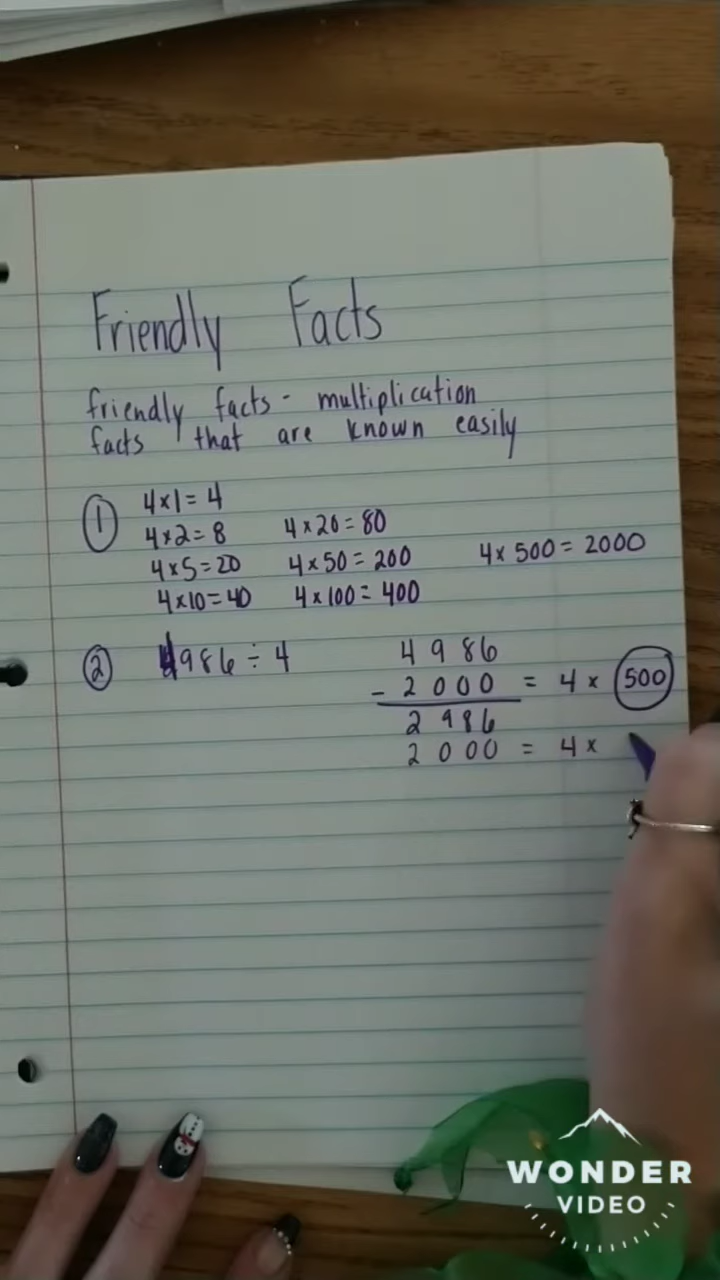 Friendly Facts
friendly facts - multiplication
facts that are known easily
① 4×1=4
4×2=8 4×20=80
4×5=20 4×50=200 4×500=2000
4×10=40 4×100=400
② 4986÷4 4986
- 2000 = 4 × 500
2986
2000 = 4 ×
WONDER
VIDEO